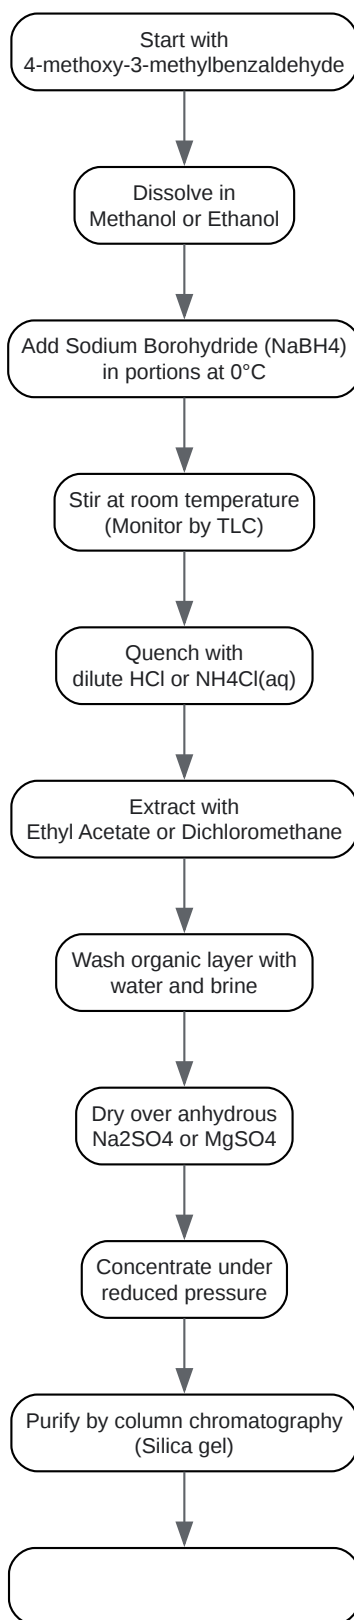 Start with
4-methoxy-3-methylbenzaldehyde
Dissolve in
Methanol or Ethanol
Add Sodium Borohydride (NaBH4)
in portions at 0°C
Stir at room temperature
(Monitor by TLC)
Quench with
dilute HCl or NH4Cl(aq)
Extract with
Ethyl Acetate or Dichloromethane
Wash organic layer with
water and brine
Dry over anhydrous
Na2SO4 or MgSO4
Concentrate under
reduced pressure
Purify by column chromatography
(Silica gel)